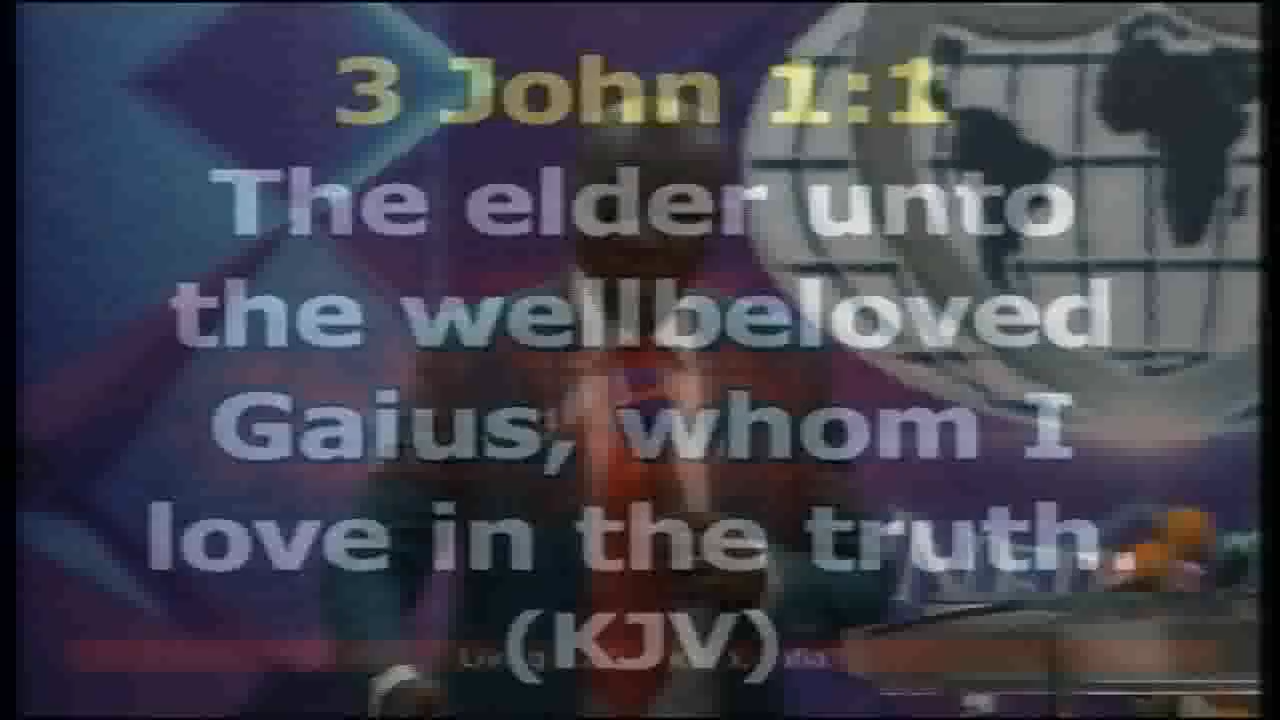 3 John 1:1
The elder unto
the wellbeloved
Gaius, whom I
love in the truth.
(KJV)